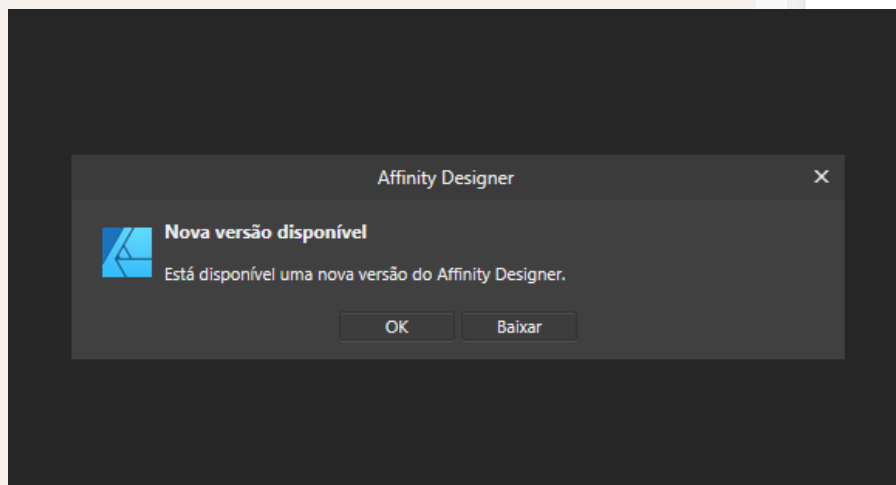 Affinity Designer
Nova versão disponível
Está disponível uma nova versão do Affinity Designer.
OK
Baixar